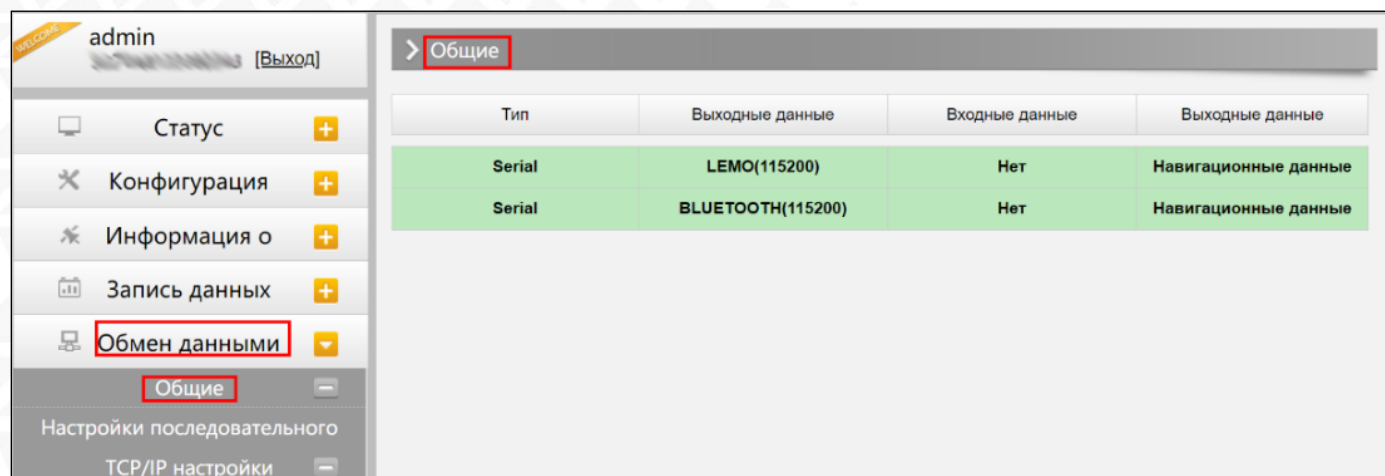 WELCOME
admin
[Выход]
Статус
Конфигурация
Информация о
Запись данных
Обмен данными
Общие
Настройки последовательного
TCP/IP настройки
Общие
Тип Выходные данные Входные данные Выходные данные
Serial LEMO(115200) Нет Навигационные данные
Serial BLUETOOTH(115200) Нет Навигационные данные